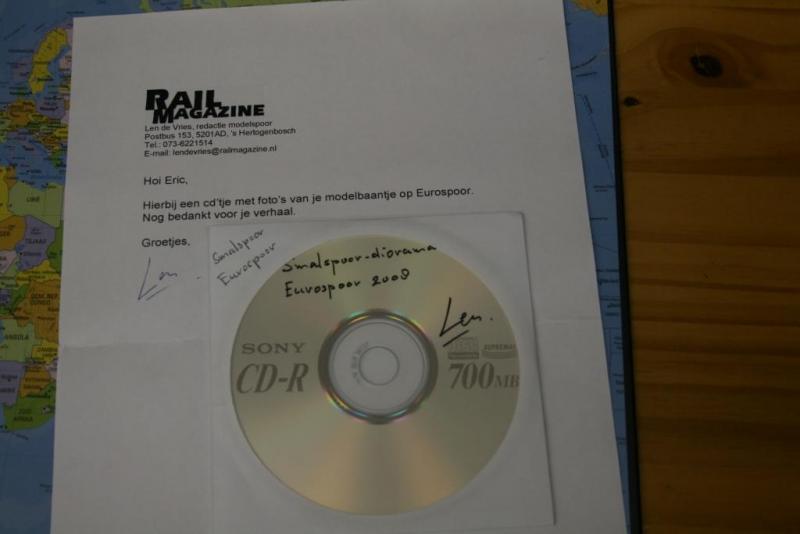 RAIL
MAGAZINE
Len de Vries, redactie modelspoor
Postbus 153, 5201AD, 's Hertogenbosch
Tel.: 073-6221514
E-mail: lendevries@railmagazine.nl
Hoi Eric,
Hierbij een cd'tje met foto's van je modelbaantje op Eurospoor.
Nog bedankt voor je verhaal.
Groetjes,
Len.
Smalspoor
Eurospoor
Smalspoor-diorama
Eurospoor 2008
Len.
SONY
CD-R
700MB
SUPREMAS
ANGOLA